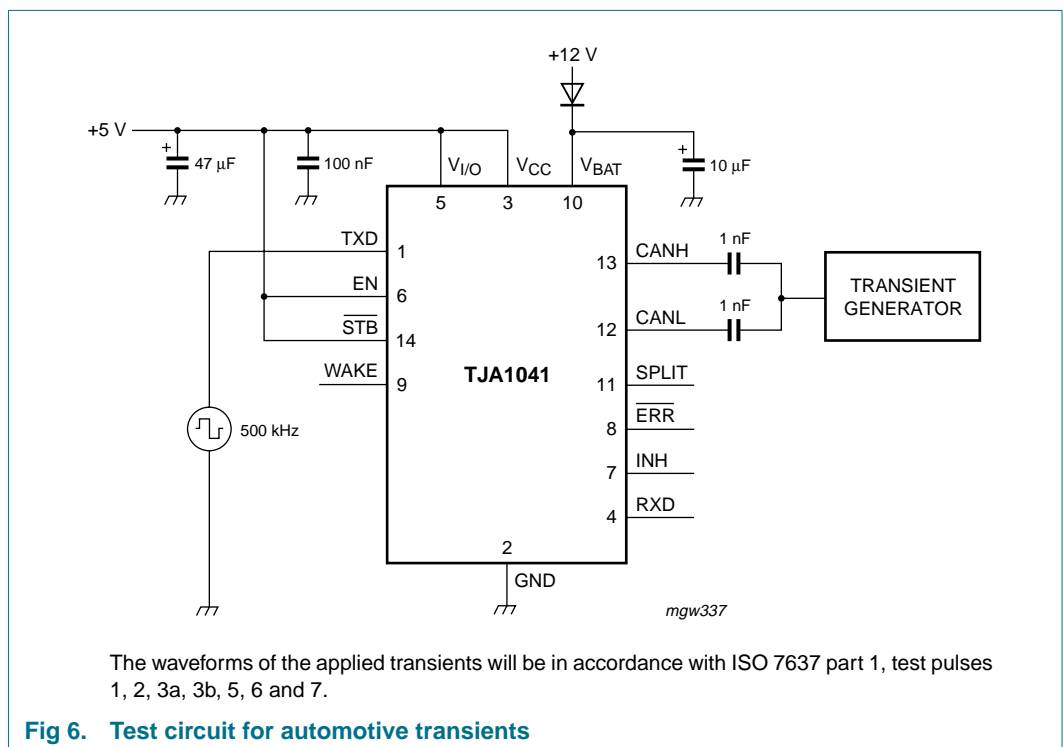 +12 V
+5 V
+
47 μF
100 nF
V_I/O
V_CC
V_BAT
+
10 μF
5
3
10
TXD
1
EN
6
S̅T̅B̅
14
WAKE
9
500 kHz
TJA1041
13
CANH
1 nF
12
CANL
1 nF
TRANSIENT
GENERATOR
11
SPLIT
8
E̅R̅R̅
7
INH
4
RXD
2
GND
mgw337
The waveforms of the applied transients will be in accordance with ISO 7637 part 1, test pulses
1, 2, 3a, 3b, 5, 6 and 7.
Fig 6. Test circuit for automotive transients